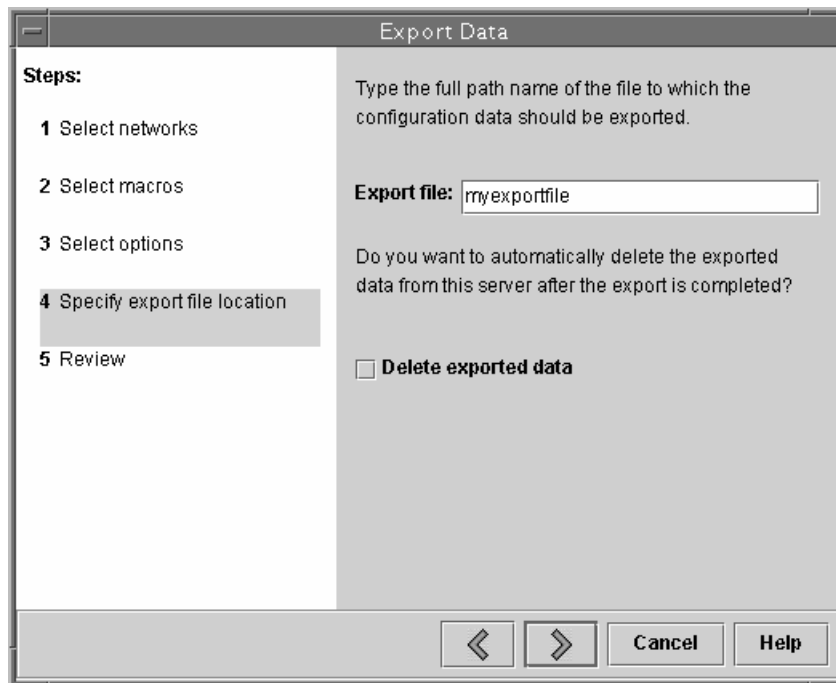 Export Data
Steps:
1 Select networks
2 Select macros
3 Select options
4 Specify export file location
5 Review
Type the full path name of the file to which the
configuration data should be exported.
Export file: myexportfile
Do you want to automatically delete the exported
data from this server after the export is completed?
Delete exported data
Cancel
Help